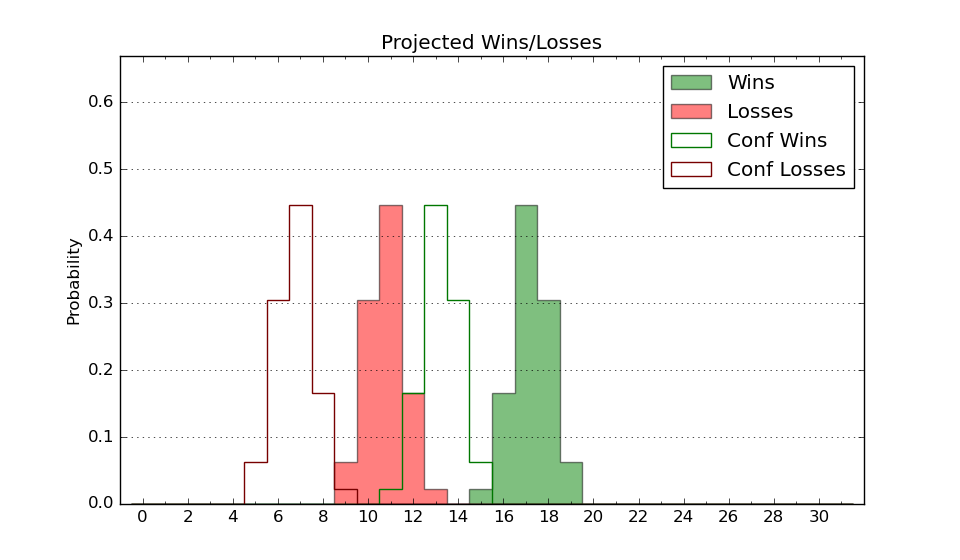 Projected Wins/Losses
Wins
Losses
Conf Wins
Conf Losses
Probability
0.6
0.5
0.4
0.3
0.2
0.1
0.0
0 2 4 6 8 10 12 14 16 18 20 22 24 26 28 30